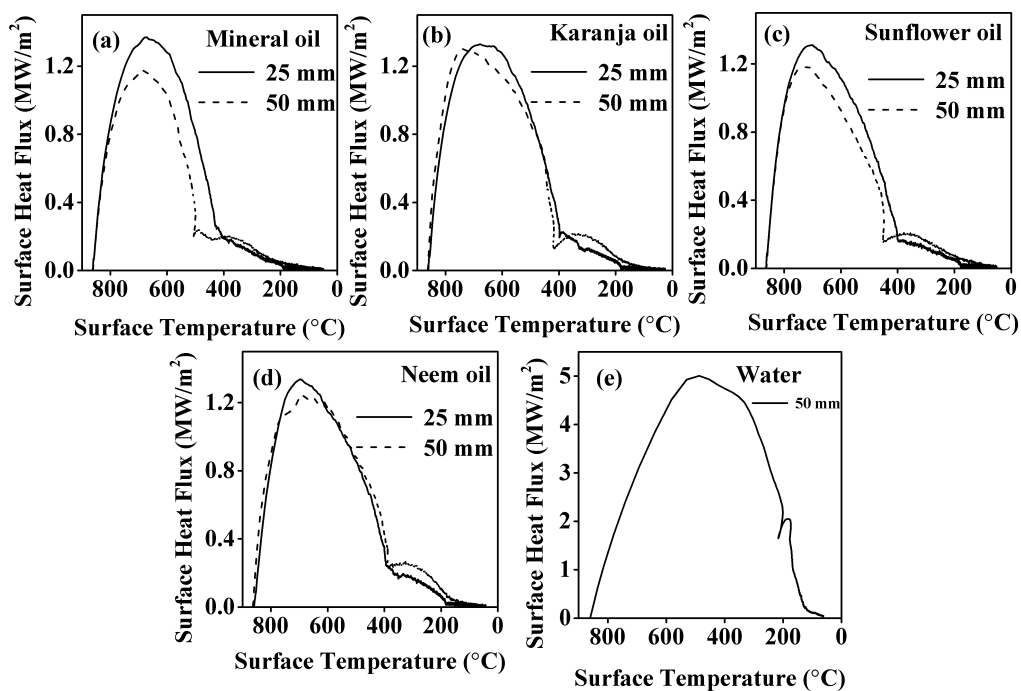 (a) Mineral oil
25 mm
50 mm
Surface Heat Flux (MW/m²)
1.2
0.8
0.4
0.0
800 600 400 200 0
Surface Temperature (°C)
(b) Karanja oil
25 mm
50 mm
Surface Heat Flux (MW/m²)
1.2
0.8
0.4
0.0
800 600 400 200 0
Surface Temperature (°C)
(c) Sunflower oil
25 mm
50 mm
Surface Heat Flux (MW/m²)
1.2
0.8
0.4
0.0
800 600 400 200 0
Surface Temperature (°C)
(d) Neem oil
25 mm
50 mm
Surface Heat Flux (MW/m²)
1.2
0.8
0.4
0.0
800 600 400 200 0
Surface Temperature (°C)
(e) Water
50 mm
Surface Heat Flux (MW/m²)
5
4
3
2
1
0
800 600 400 200 0
Surface Temperature (°C)